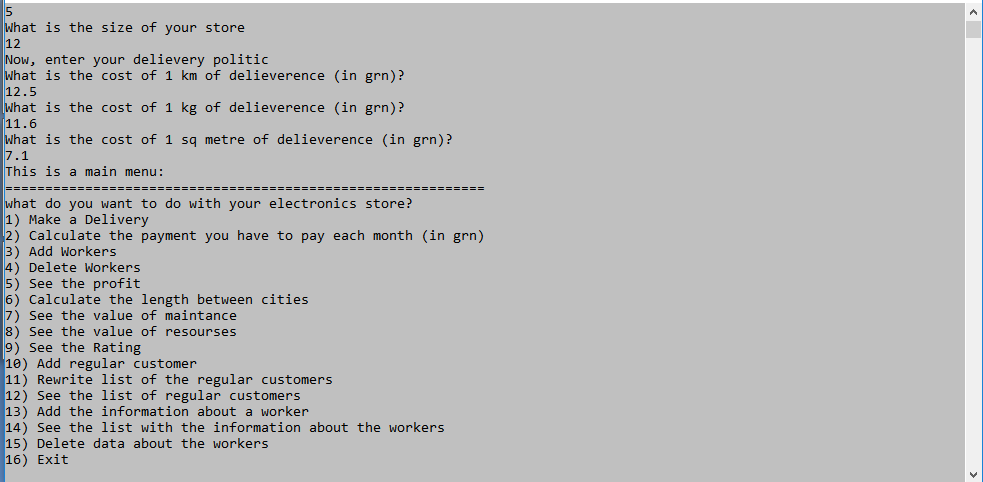 5
What is the size of your store
12
Now, enter your delievery politic
What is the cost of 1 km of delieverence (in grn)?
12.5
What is the cost of 1 kg of delieverence (in grn)?
11.6
What is the cost of 1 sq metre of delieverence (in grn)?
7.1
This is a main menu:
============================================================
what do you want to do with your electronics store?
1) Make a Delivery
2) Calculate the payment you have to pay each month (in grn)
3) Add Workers
4) Delete Workers
5) See the profit
6) Calculate the length between cities
7) See the value of maintance
8) See the value of resourses
9) See the Rating
10) Add regular customer
11) Rewrite list of the regular customers
12) See the list of regular customers
13) Add the information about a worker
14) See the list with the information about the workers
15) Delete data about the workers
16) Exit